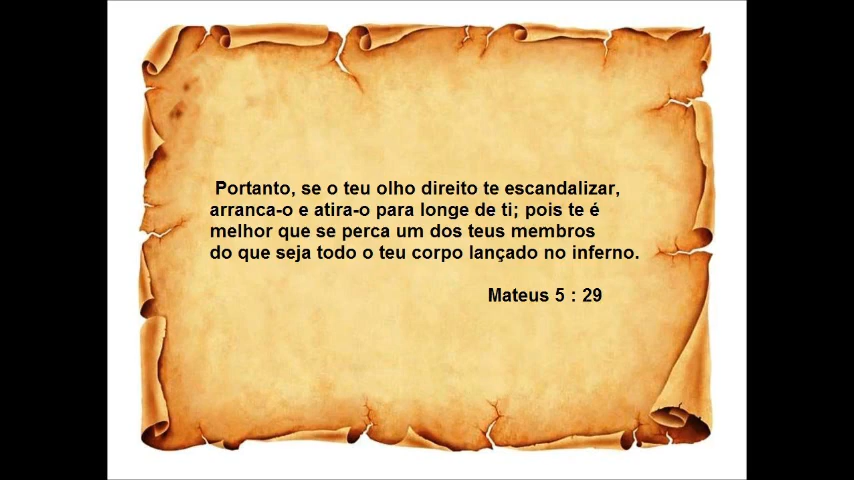 Portanto, se o teu olho direito te escandalizar,
arranca-o e atira-o para longe de ti; pois te é
melhor que se perca um dos teus membros
do que seja todo o teu corpo lançado no inferno.
Mateus 5 : 29